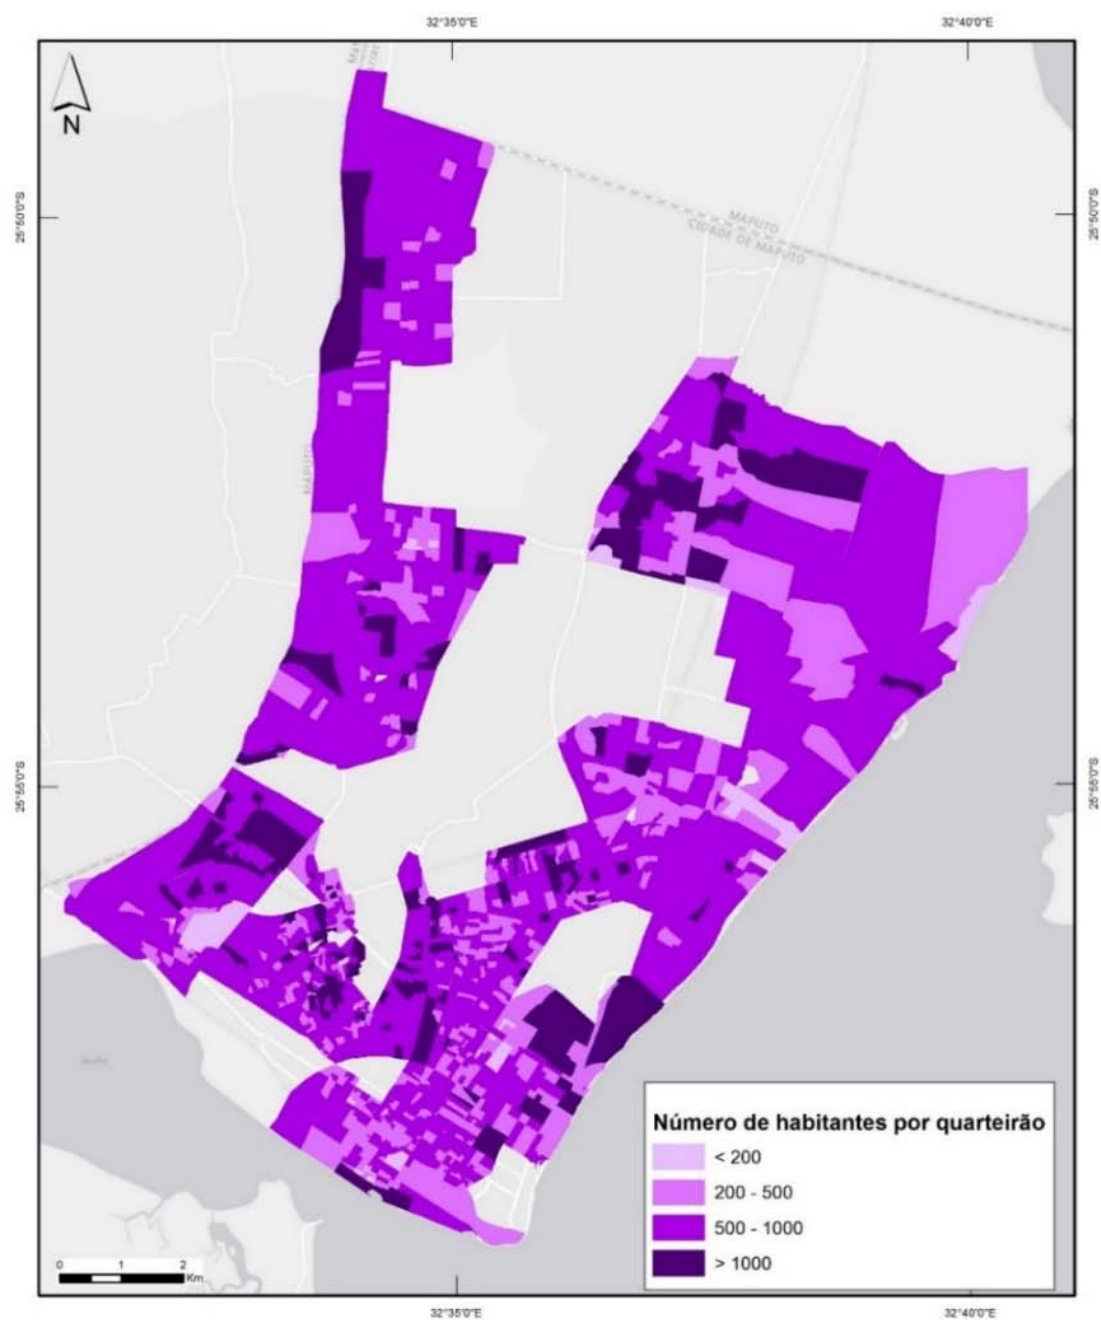 32°35'0"E
32°40'0"E
N
25°50'0"S
25°50'0"S
MAPUTO
CIDADE DE MAPUTO
MAPUTO
25°55'0"S
25°55'0"S
Número de habitantes por quarteirão
< 200
200 - 500
500 - 1000
> 1000
0 1 2
Km
32°35'0"E
32°40'0"E